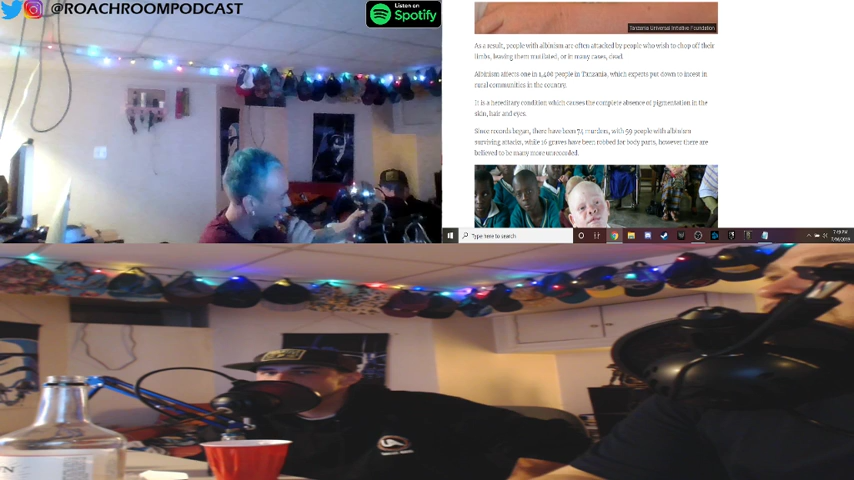 @ROACHROOMPODCAST
Listen on
Spotify
Tanzania Universal Initiative Foundation
As a result, people with albinism are often attacked by people who wish to chop off their
limbs, leaving them mutilated, or in many cases, dead.
Albinism affects one in 1,400 people in Tanzania, which experts put down to incest in
rural communities in the country.
It is a hereditary condition which causes the complete absence of pigmentation in the
skin, hair and eyes.
Since records began, there have been 74 murders, with 59 people with albinism
surviving attacks, while 16 graves have been robbed for body parts, however there are
believed to be many more unrecorded.
Type here to search
7:19 PM